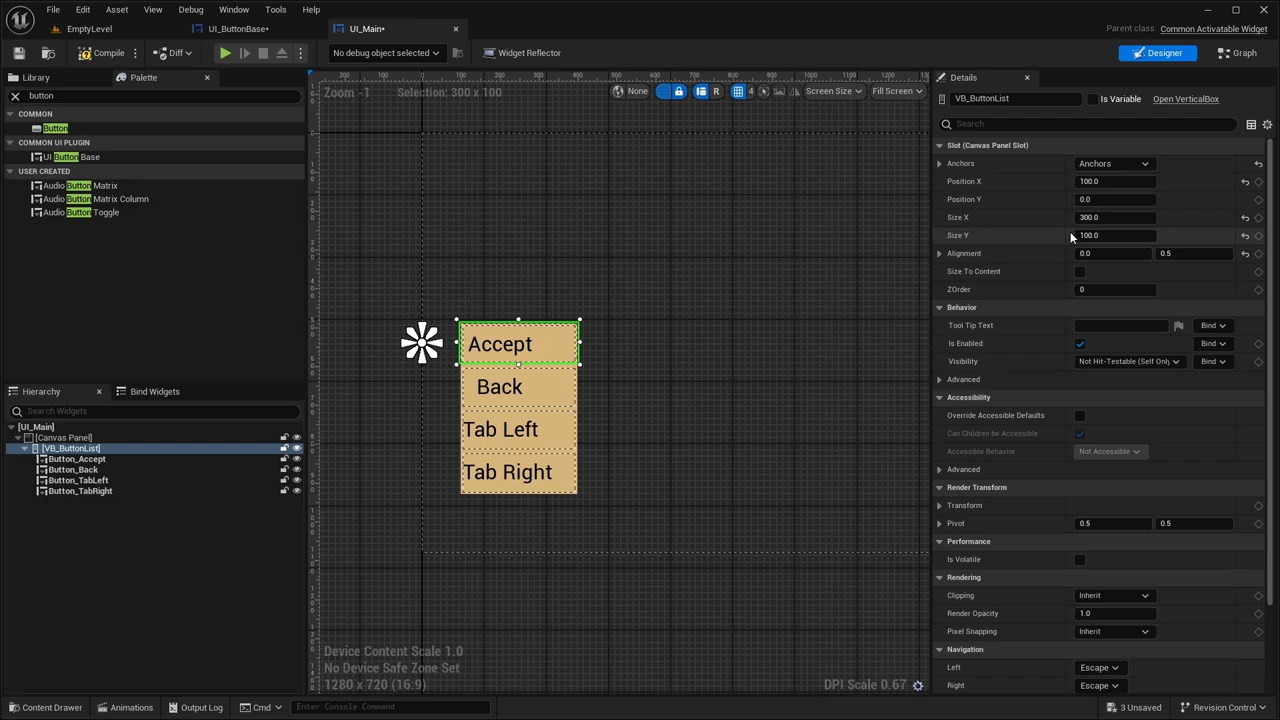 File Edit Asset View Debug Window Tools Help
EmptyLevel UI_ButtonBase• UI_Main•
Parent class: Common Activatable Widget
Compile Diff No debug object selected Widget Reflector Designer Graph
Library Palette
button
COMMON
Button
COMMON UI PLUGIN
UI Button Base
USER CREATED
Audio Button Matrix
Audio Button Matrix Column
Audio Button Toggle
Hierarchy Bind Widgets
Search Widgets
[UI_Main]
[Canvas Panel]
[VB_ButtonList]
Button_Accept
Button_Back
Button_TabLeft
Button_TabRight
Zoom -1 Selection: 300 x 100 None R 4 Screen Size Fill Screen
Accept
Back
Tab Left
Tab Right
Device Content Scale 1.0
No Device Safe Zone Set
1280 x 720 (16:9)
DPI Scale 0.67
Details
VB_ButtonList Is Variable Open VerticalBox
Search
Slot (Canvas Panel Slot)
Anchors Anchors
Position X 100.0
Position Y 0.0
Size X 300.0
Size Y 100.0
Alignment 0.0 0.5
Size To Content
ZOrder 0
Behavior
Tool Tip Text Bind
Is Enabled Bind
Visibility Not Hit-Testable (Self Only Bind
Advanced
Accessibility
Override Accessible Defaults
Can Children be Accessible
Accessible Behavior Not Accessible
Advanced
Render Transform
Transform
Pivot 0.5 0.5
Performance
Is Volatile
Rendering
Clipping Inherit
Render Opacity 1.0
Pixel Snapping Inherit
Navigation
Left Escape
Right Escape
Content Drawer Animations Output Log Cmd Enter Console Command 3 Unsaved Revision Control